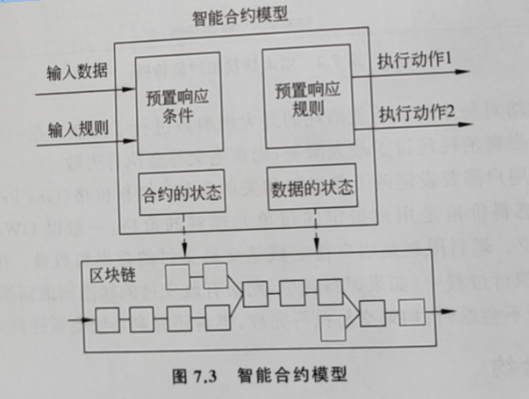 智能合约模型
输入数据
输入规则
预置响应
条件
预置响应
规则
执行动作1
执行动作2
合约的状态
数据的状态
区块链
图 7.3 智能合约模型